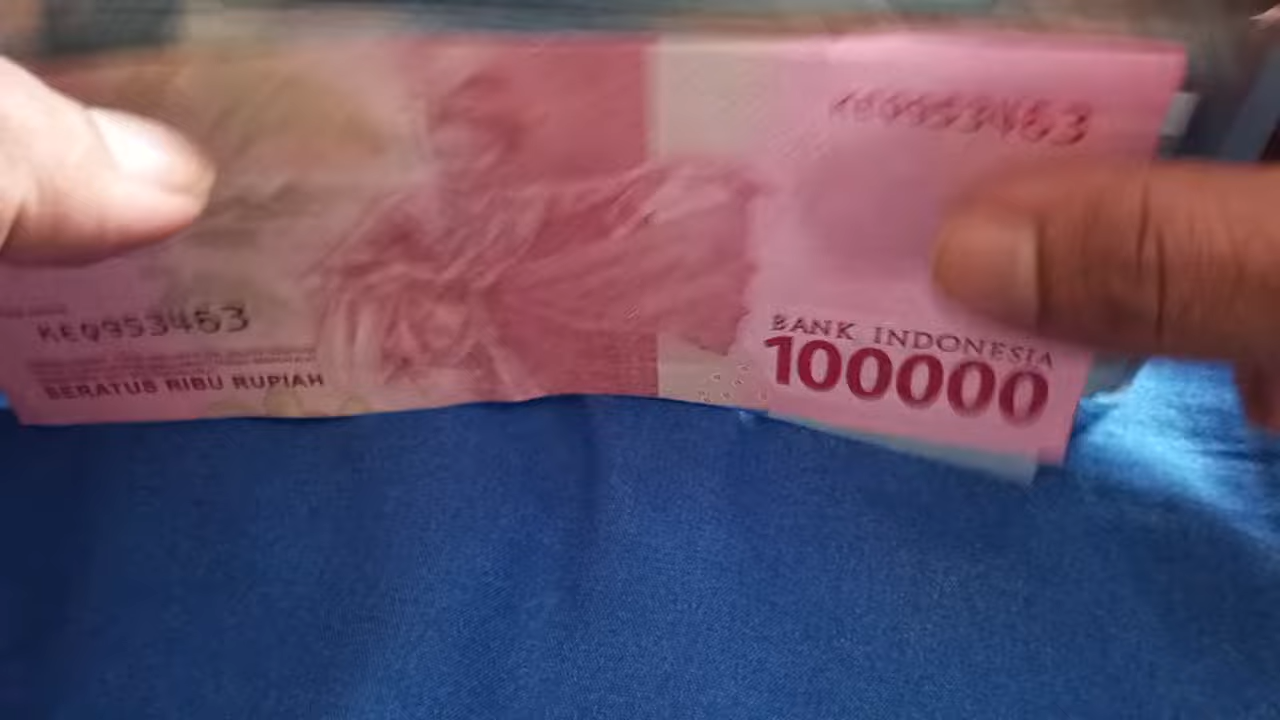 KEQ953463
KEQ953463
SERATUS RIBU RUPIAH
BANK INDONESIA
100000